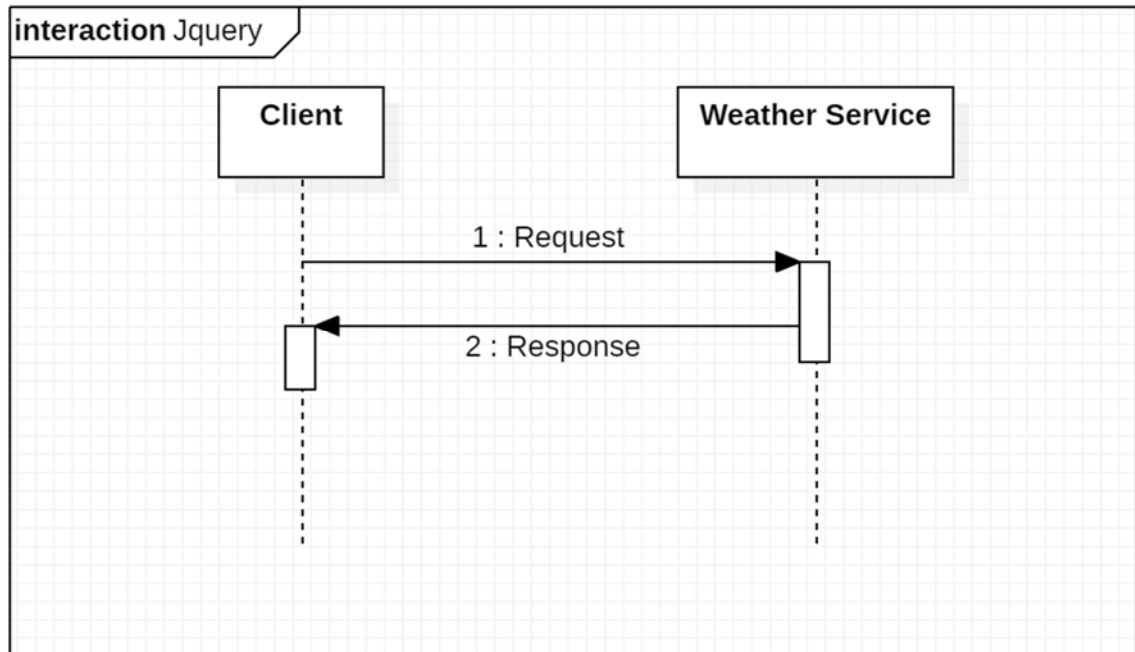 interaction Jquery
Client
Weather Service
1 : Request
2 : Response